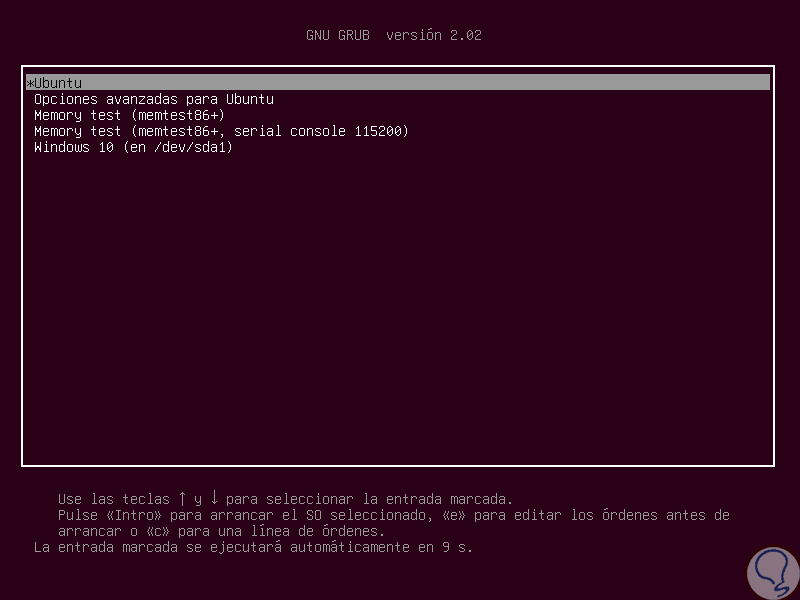 GNU GRUB versión 2.02
*Ubuntu
Opciones avanzadas para Ubuntu
Memory test (memtest86+)
Memory test (memtest86+, serial console 115200)
Windows 10 (en /dev/sda1)
Use las teclas ↑ y ↓ para seleccionar la entrada marcada.
Pulse «Intro» para arrancar el SO seleccionado, «e» para editar los órdenes antes de
arrancar o «c» para una línea de órdenes.
La entrada marcada se ejecutará automáticamente en 9 s.